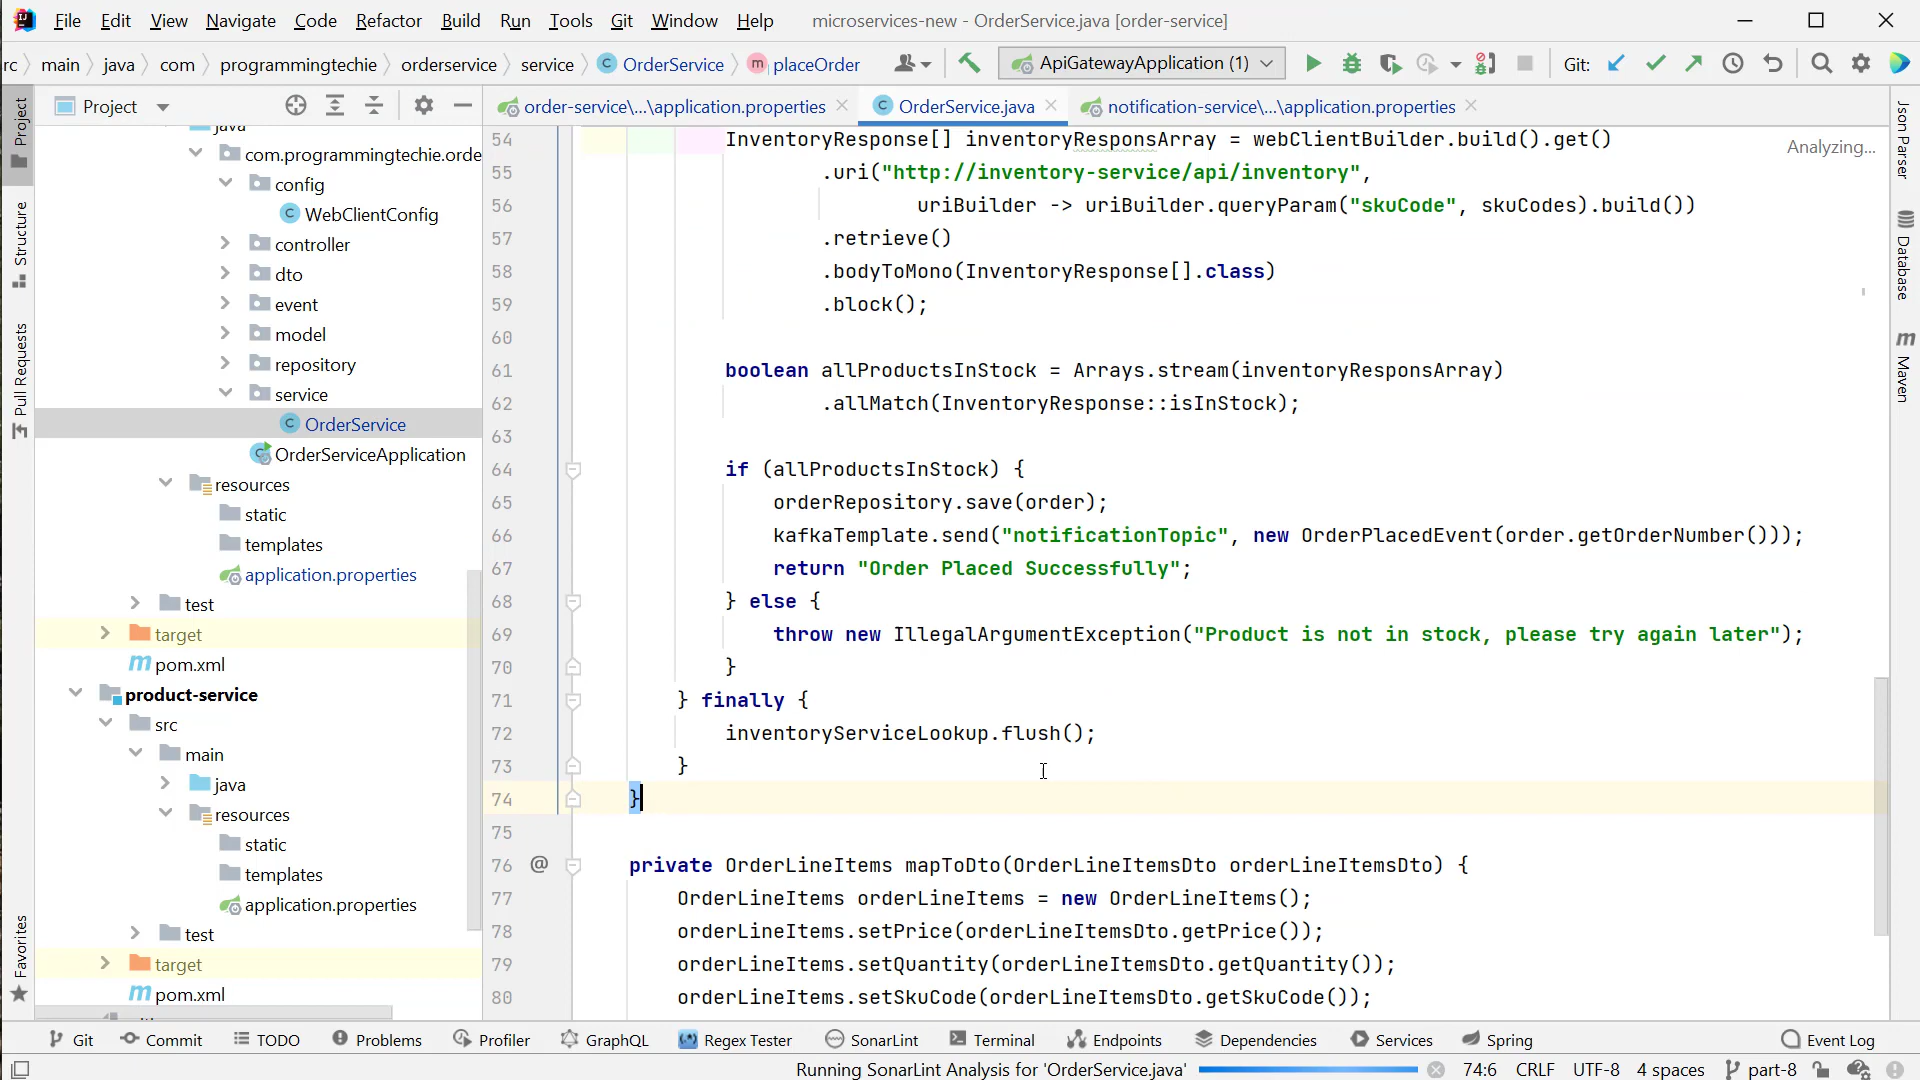 File Edit View Navigate Code Refactor Build Run Tools Git Window Help microservices-new - OrderService.java [order-service]
rc main java com programmingtechie orderservice service OrderService placeOrder ApiGatewayApplication (1) Git:
Project
order-service\...\application.properties OrderService.java notification-service\...\application.properties
Project
Structure
Pull Requests
Favorites
java
com.programmingtechie.orde
config
WebClientConfig
controller
dto
event
model
repository
service
OrderService
OrderServiceApplication
resources
static
templates
application.properties
test
target
pom.xml
product-service
src
main
java
resources
static
templates
application.properties
test
target
pom.xml
Analyzing...
54 InventoryResponse[] inventoryResponsArray = webClientBuilder.build().get()
55 .uri("http://inventory-service/api/inventory",
56 uriBuilder -> uriBuilder.queryParam("skuCode", skuCodes).build())
57 .retrieve()
58 .bodyToMono(InventoryResponse[].class)
59 .block();
60
61 boolean allProductsInStock = Arrays.stream(inventoryResponsArray)
62 .allMatch(InventoryResponse::isInStock);
63
64 if (allProductsInStock) {
65 orderRepository.save(order);
66 kafkaTemplate.send("notificationTopic", new OrderPlacedEvent(order.getOrderNumber()));
67 return "Order Placed Successfully";
68 } else {
69 throw new IllegalArgumentException("Product is not in stock, please try again later");
70 }
71 } finally {
72 inventoryServiceLookup.flush();
73 }
74 }
75
76 @ private OrderLineItems mapToDto(OrderLineItemsDto orderLineItemsDto) {
77 OrderLineItems orderLineItems = new OrderLineItems();
78 orderLineItems.setPrice(orderLineItemsDto.getPrice());
79 orderLineItems.setQuantity(orderLineItemsDto.getQuantity());
80 orderLineItems.setSkuCode(orderLineItemsDto.getSkuCode());
Json Parser
Database
Maven
Git Commit TODO Problems Profiler GraphQL Regex Tester SonarLint Terminal Endpoints Dependencies Services Spring Event Log
Running SonarLint Analysis for 'OrderService.java' 74:6 CRLF UTF-8 4 spaces part-8